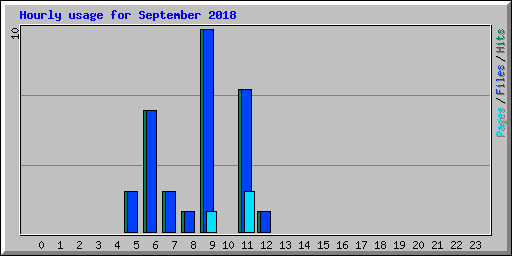 Hourly usage for September 2018
10
Pages/Files/Hits
0 1 2 3 4 5 6 7 8 9 10 11 12 13 14 15 16 17 18 19 20 21 22 23